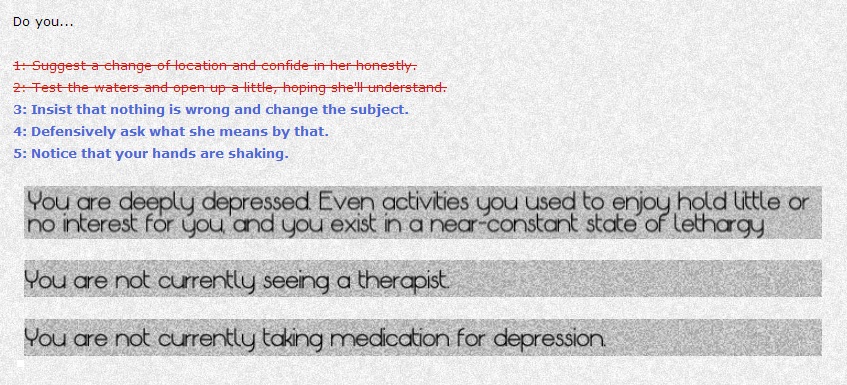 Do you...
1: Suggest a change of location and confide in her honestly.
2: Test the waters and open up a little, hoping she'll understand.
3: Insist that nothing is wrong and change the subject.
4: Defensively ask what she means by that.
5: Notice that your hands are shaking.
You are deeply depressed. Even activities you used to enjoy hold little or
no interest for you, and you exist in a near-constant state of lethargy
You are not currently seeing a therapist.
You are not currently taking medication for depression.